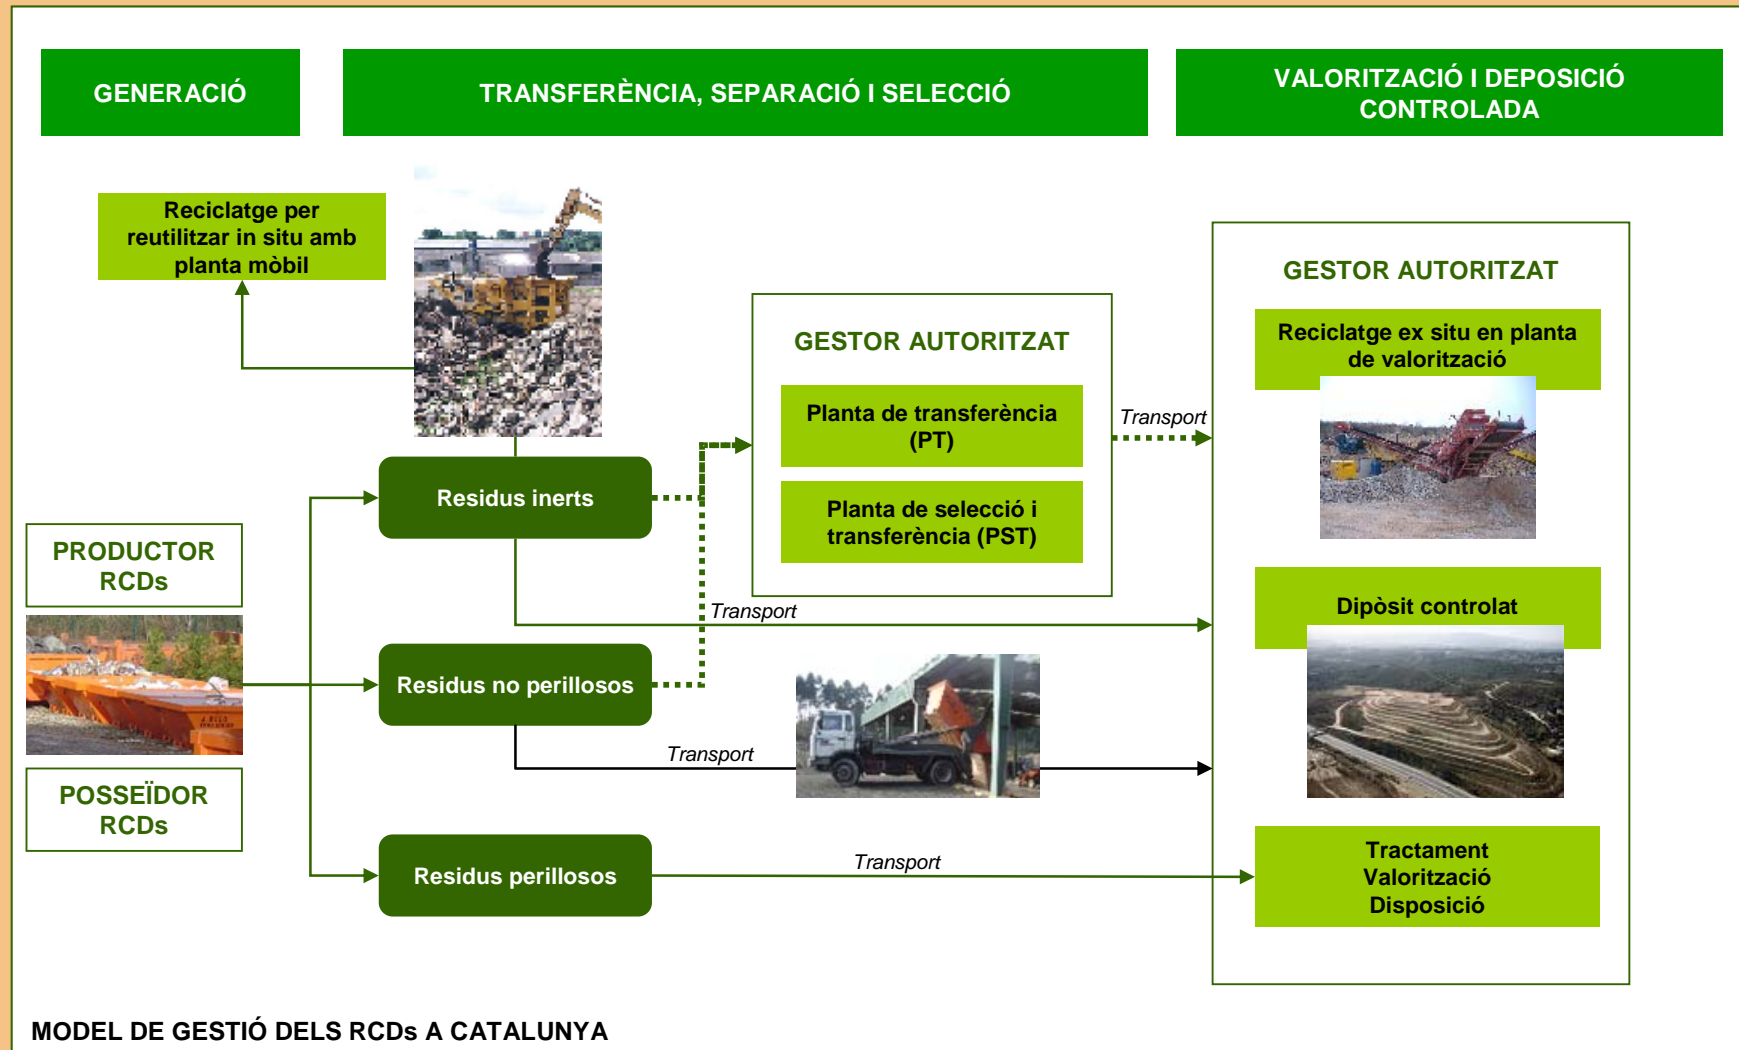 GENERACIÓ
TRANSFERÈNCIA, SEPARACIÓ I SELECCIÓ
VALORITZACIÓ I DEPOSICIÓ
CONTROLADA
Reciclatge per
reutilitzar in situ amb
planta mòbil
GESTOR AUTORITZAT
Planta de transferència
(PT)
Planta de selecció i
transferència (PST)
Transport
GESTOR AUTORITZAT
Reciclatge ex situ en planta
de valorització
Residus inerts
PRODUCTOR
RCDs
Transport
Dipòsit controlat
Residus no perillosos
Transport
POSSEÏDOR
RCDs
Residus perillosos
Transport
Tractament
Valorització
Disposició
MODEL DE GESTIÓ DELS RCDs A CATALUNYA